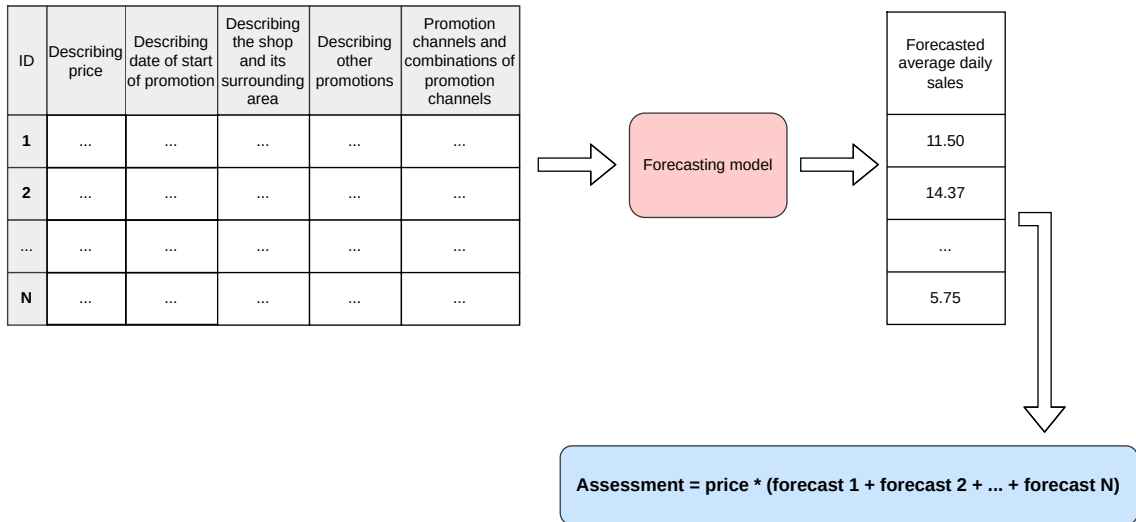 ID
Describing
price
Describing
date of start
of promotion
Describing
the shop
and its
surrounding
area
Describing
other
promotions
Promotion
channels and
combinations of
promotion
channels
1
...
...
...
...
...
2
...
...
...
...
...
...
...
...
...
...
...
N
...
...
...
...
...
Forecasting model
Forecasted
average daily
sales
11.50
14.37
...
5.75
Assessment = price * (forecast 1 + forecast 2 + ... + forecast N)